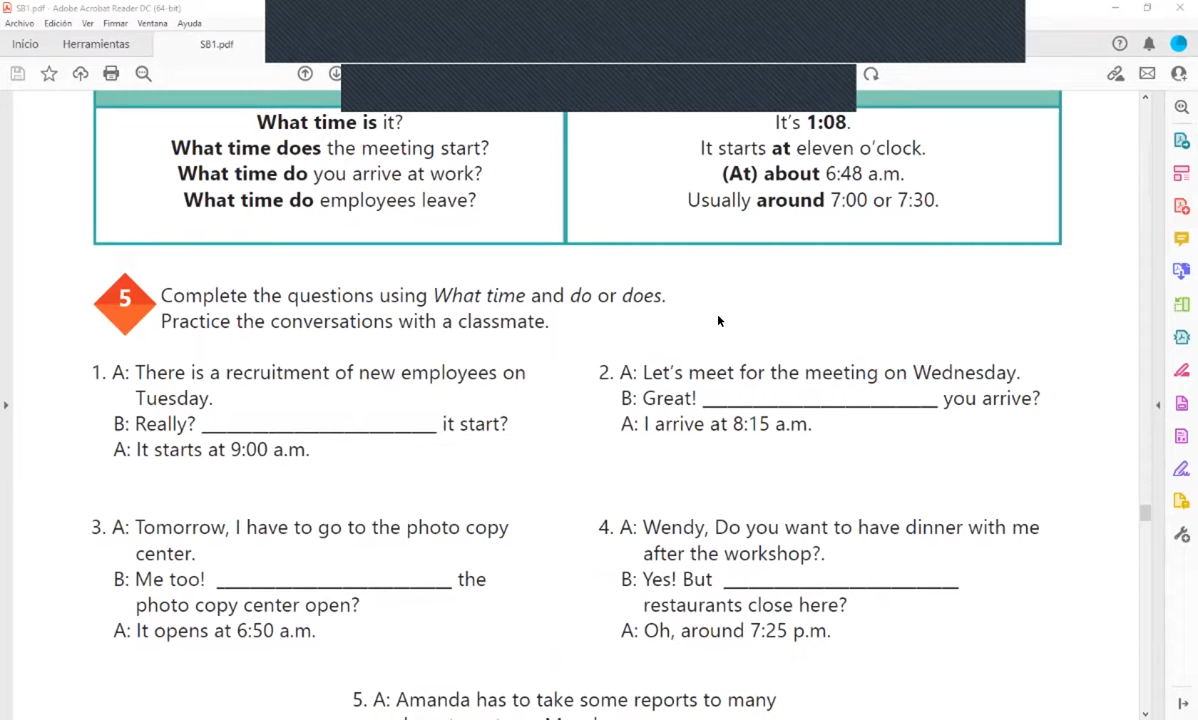 SB1.pdf - Adobe Acrobat Reader DC (64-bit)
Archivo Edición Ver Firmar Ventana Ayuda
Inicio Herramientas SB1.pdf
What time is it?
What time does the meeting start?
What time do you arrive at work?
What time do employees leave?
It's 1:08.
It starts at eleven o'clock.
(At) about 6:48 a.m.
Usually around 7:00 or 7:30.
5
Complete the questions using What time and do or does.
Practice the conversations with a classmate.
1. A: There is a recruitment of new employees on
Tuesday.
B: Really? ______________________ it start?
A: It starts at 9:00 a.m.
2. A: Let's meet for the meeting on Wednesday.
B: Great! ______________________ you arrive?
A: I arrive at 8:15 a.m.
3. A: Tomorrow, I have to go to the photo copy
center.
B: Me too! ______________________ the
photo copy center open?
A: It opens at 6:50 a.m.
4. A: Wendy, Do you want to have dinner with me
after the workshop?.
B: Yes! But ______________________
restaurants close here?
A: Oh, around 7:25 p.m.
5. A: Amanda has to take some reports to many